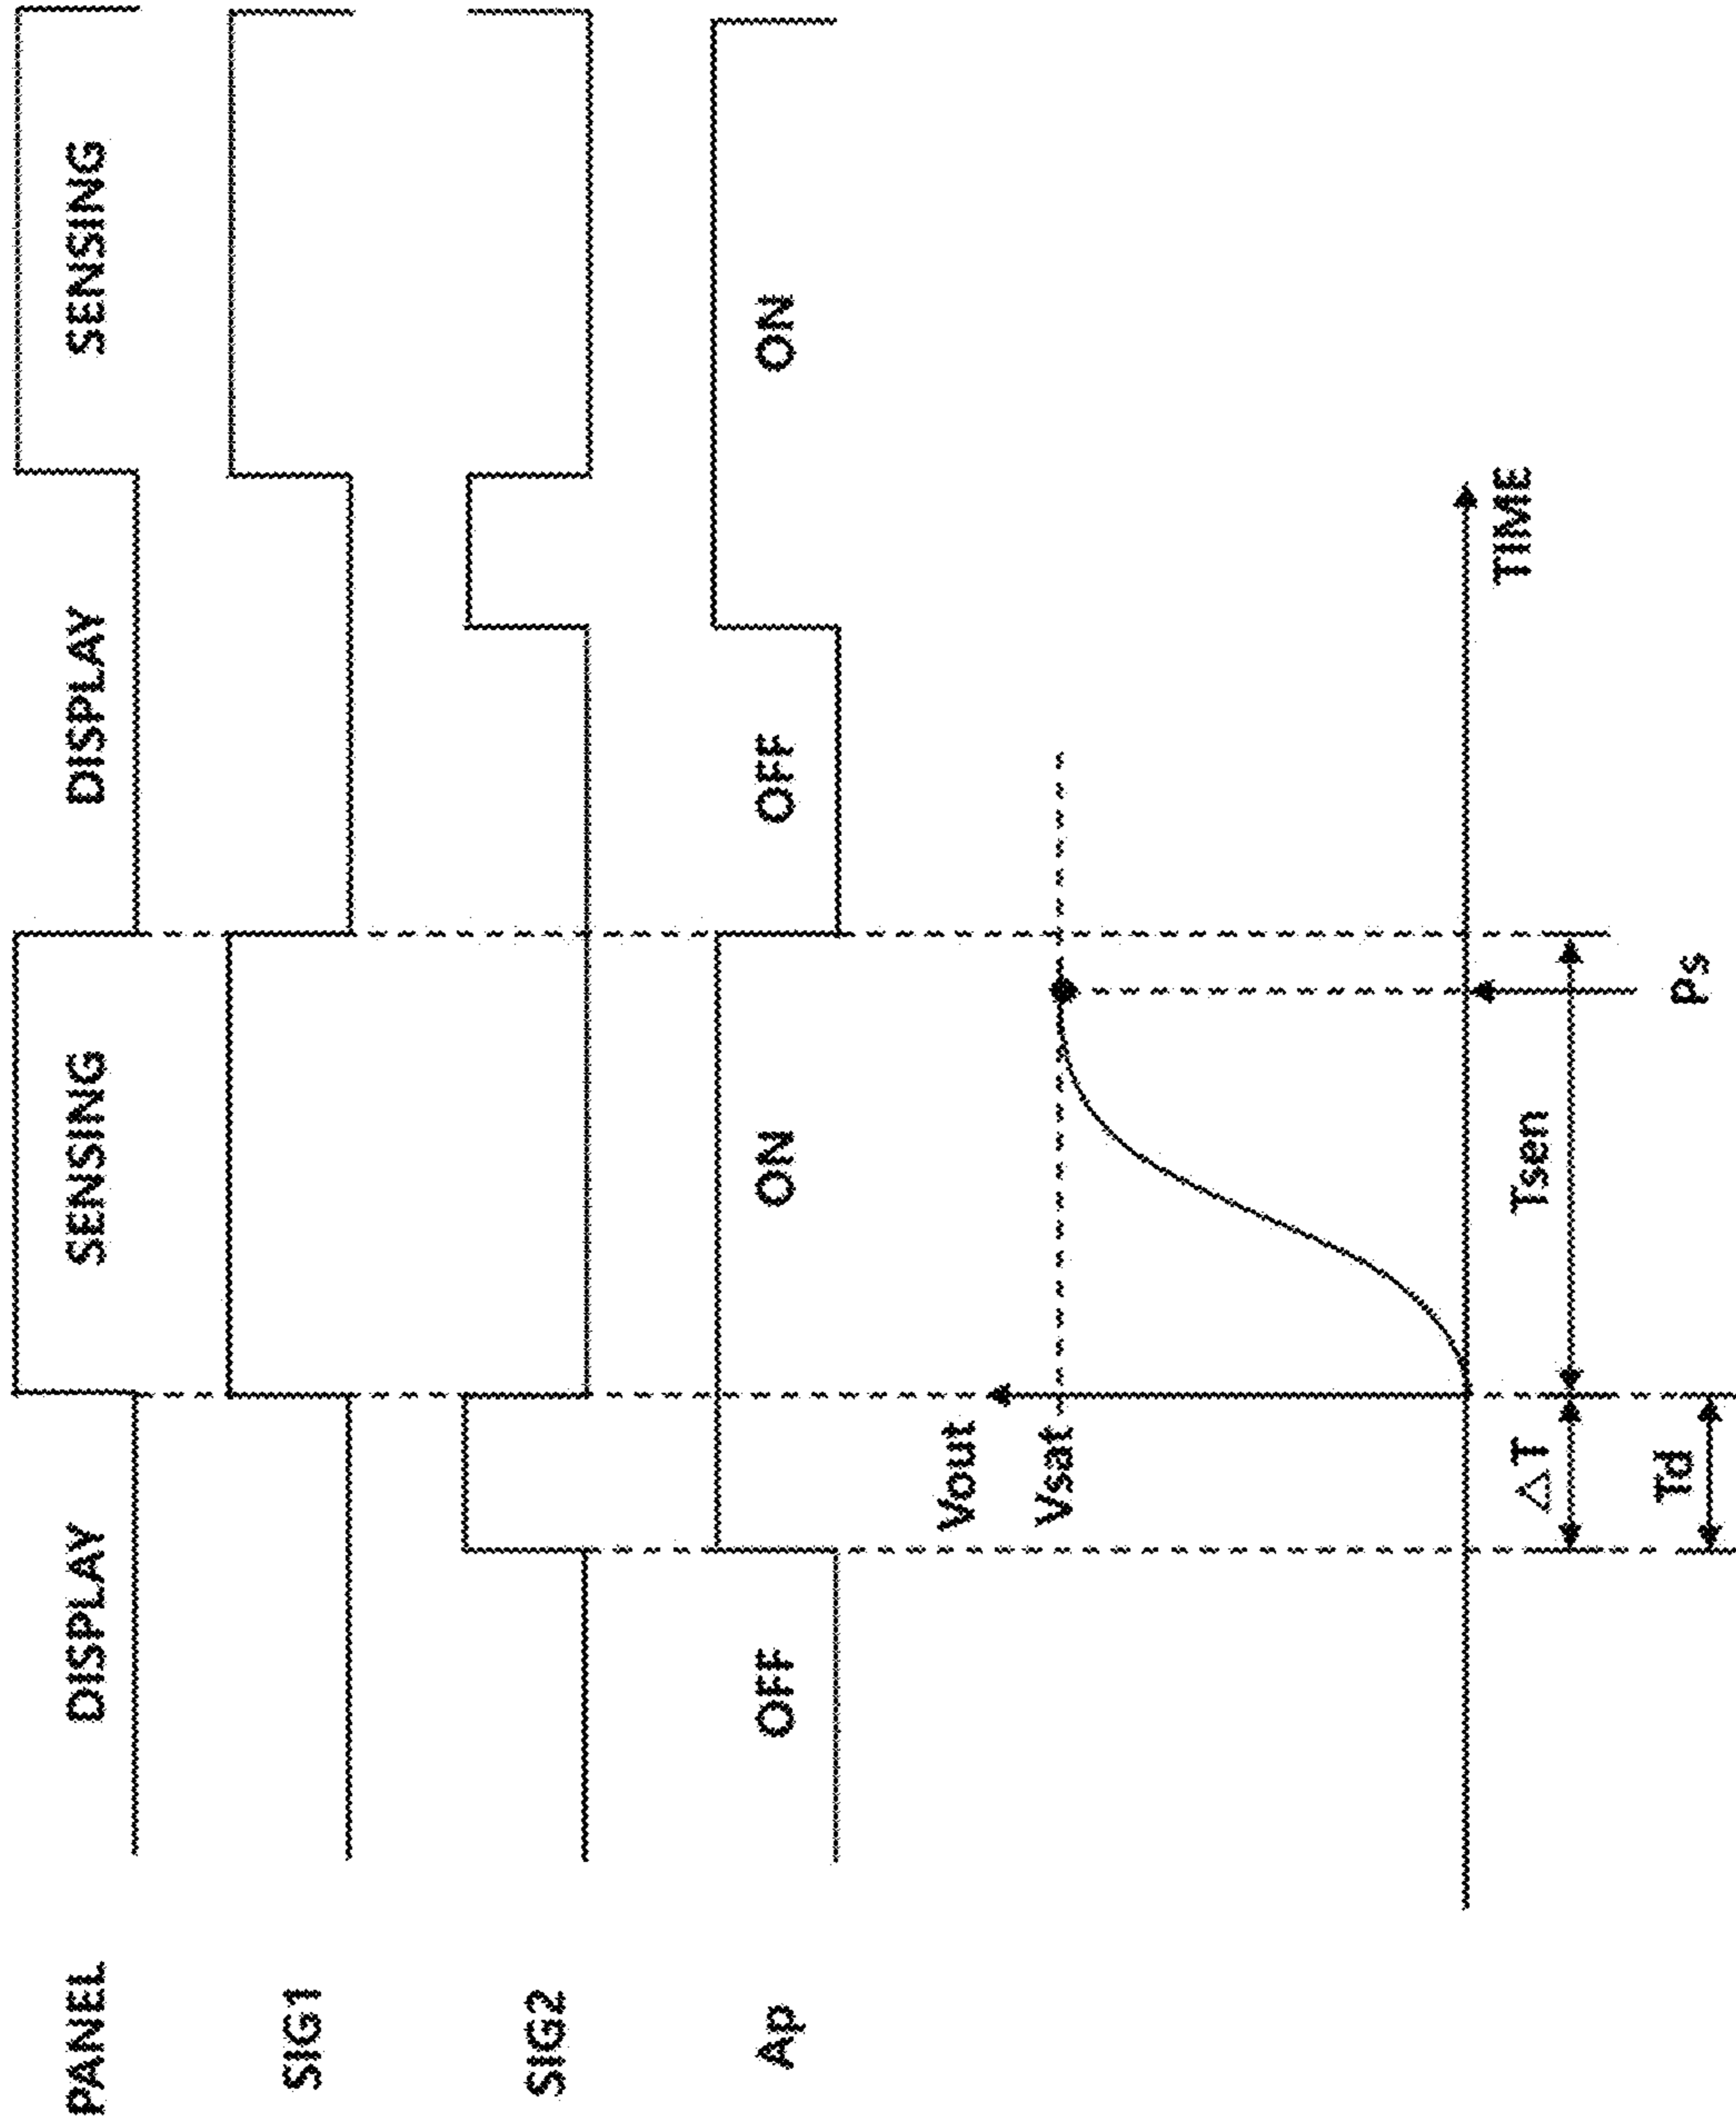 PANEL DISPLAY SENSING DISPLAY SENSING
SIG1
SIG2
Ap OFF ON OFF ON
Vout
Vsat
TIME
△T Tsen
Td ps